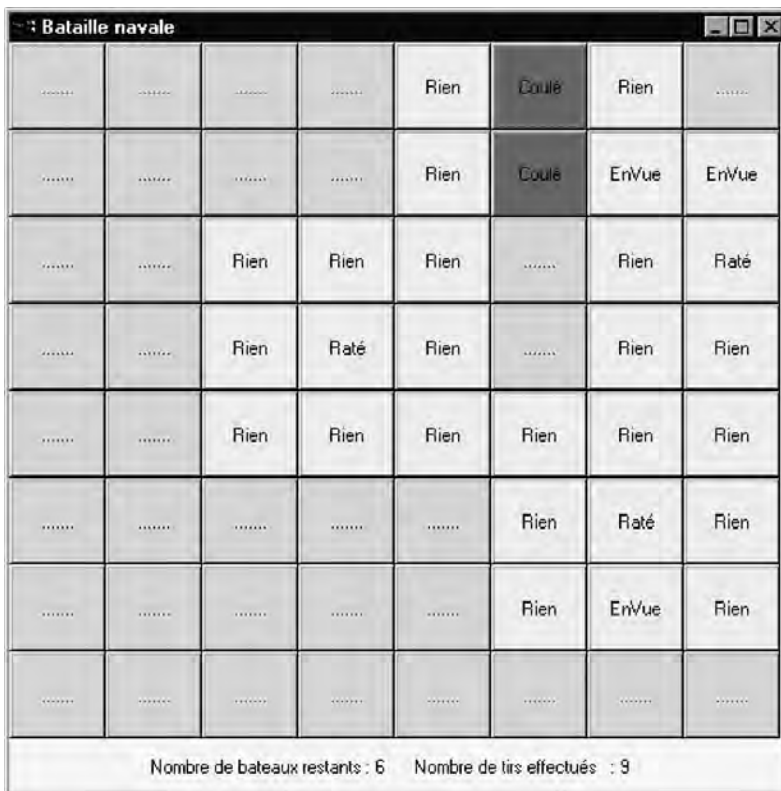 Bataille navale
....... ....... ....... ....... Rien Coulé Rien .......
....... ....... ....... ....... Rien Coulé EnVue EnVue
....... ....... Rien Rien Rien ....... Rien Raté
....... ....... Rien Raté Rien ....... Rien Rien
....... ....... Rien Rien Rien Rien Rien Rien
....... ....... ....... ....... ....... Rien Raté Rien
....... ....... ....... ....... ....... Rien EnVue Rien
....... ....... ....... ....... ....... ....... ....... .......
Nombre de bateaux restants : 6 Nombre de tirs effectués : 9